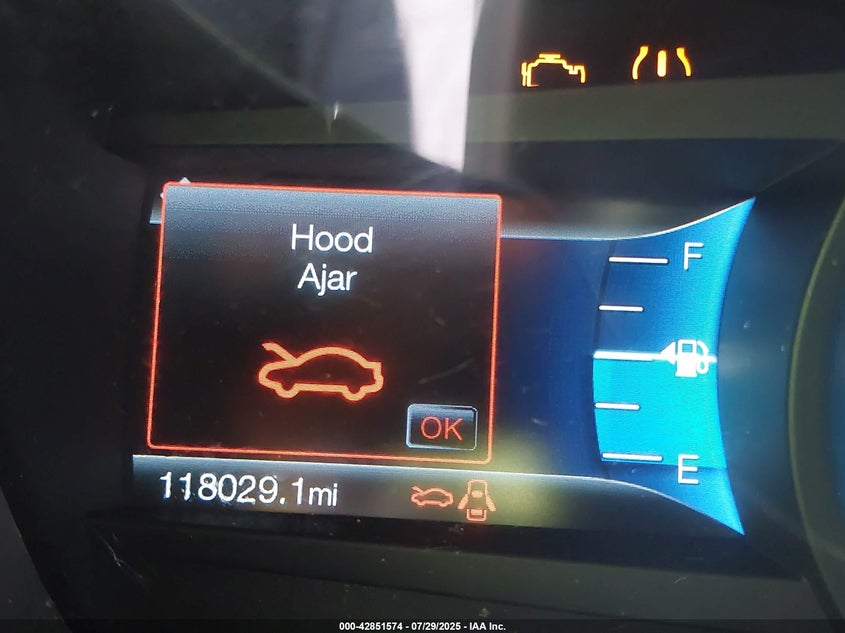 Hood
Ajar
OK
F
E
118029.1mi
000-42851574 - 07/29/2025 - IAA Inc.